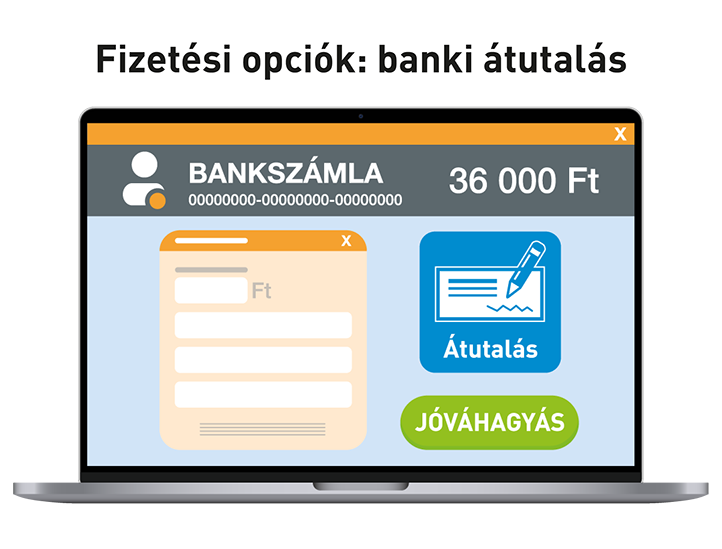 Fizetési opciók: banki átutalás
X
BANKSZÁMLA
00000000-00000000-00000000
36 000 Ft
X
Ft
Átutalás
JÓVÁHAGYÁS